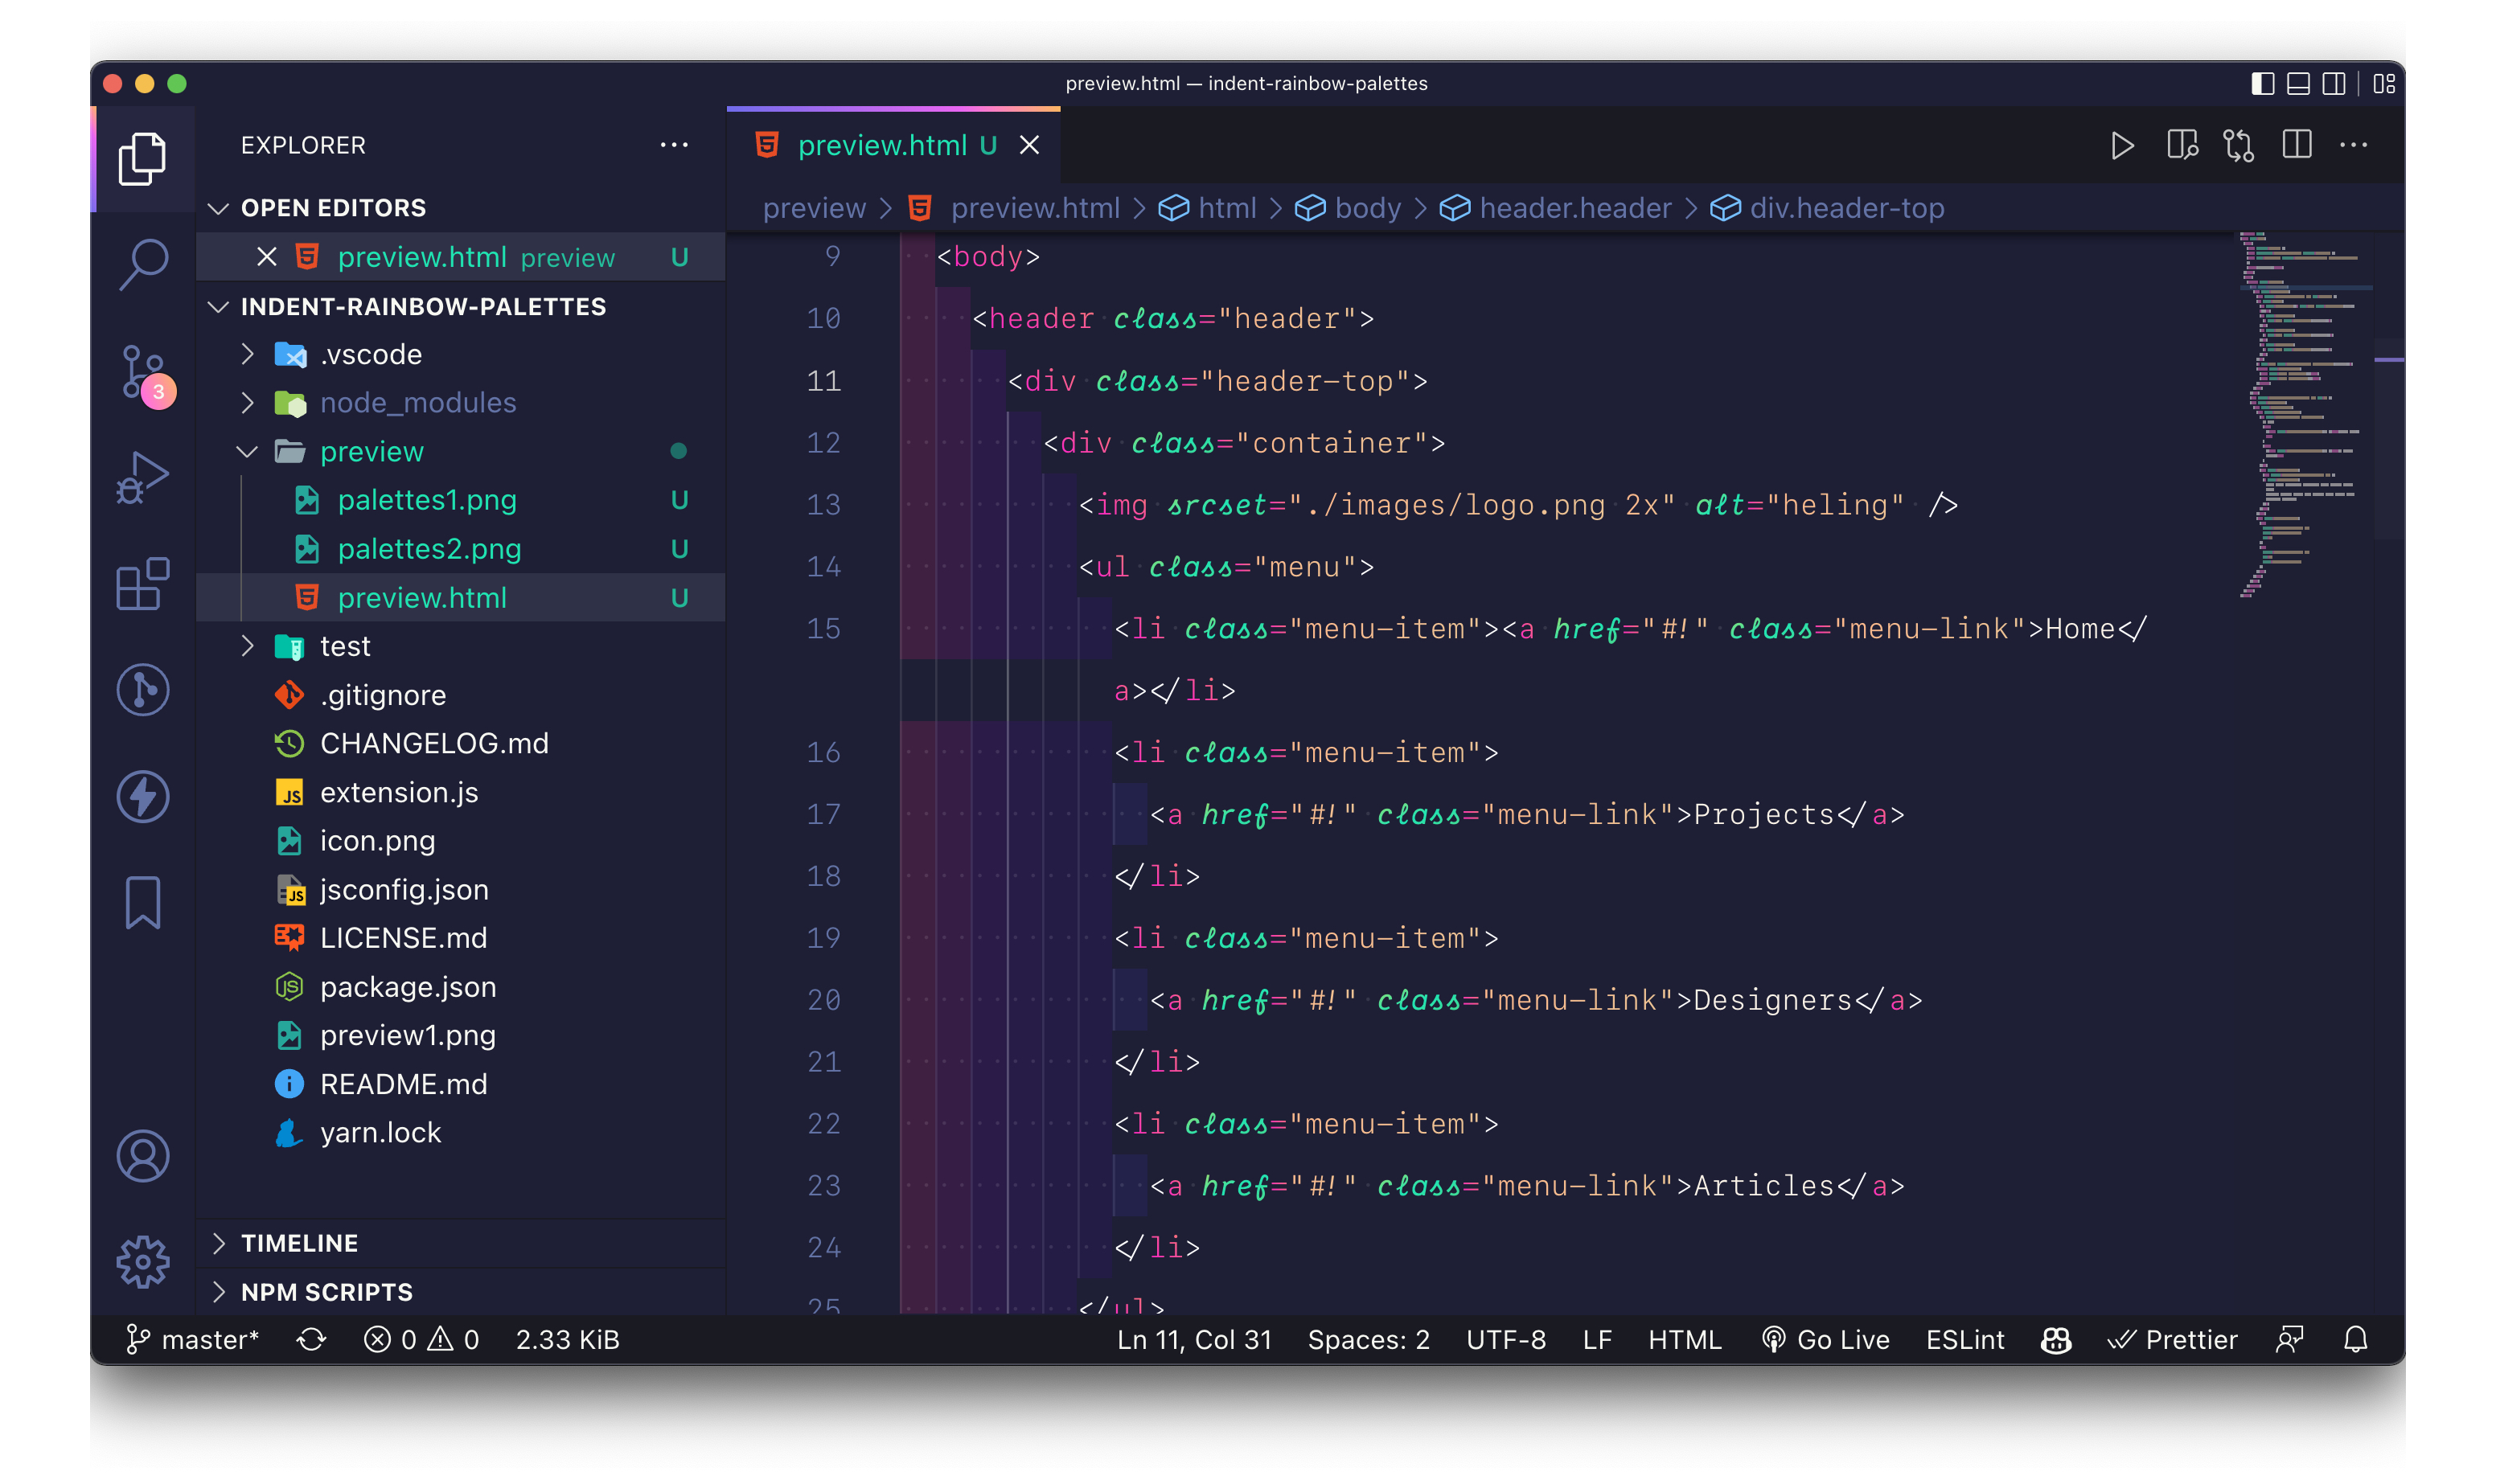 preview.html — indent-rainbow-palettes
EXPLORER
OPEN EDITORS
preview.html preview U
INDENT-RAINBOW-PALETTES
.vscode
node_modules
preview
palettes1.png U
palettes2.png U
preview.html U
test
.gitignore
CHANGELOG.md
JS extension.js
icon.png
JS jsconfig.json
LICENSE.md
JS package.json
preview1.png
README.md
yarn.lock
TIMELINE
NPM SCRIPTS
3
preview.html U
preview > preview.html > html > body > header.header > div.header-top
9 <body>
10 <header class="header">
11 <div class="header-top">
12 <div class="container">
13 <img srcset="./images/logo.png 2x" alt="heling" />
14 <ul class="menu">
15 <li class="menu-item"><a href="#!" class="menu-link">Home</
a></li>
16 <li class="menu-item">
17 <a href="#!" class="menu-link">Projects</a>
18 </li>
19 <li class="menu-item">
20 <a href="#!" class="menu-link">Designers</a>
21 </li>
22 <li class="menu-item">
23 <a href="#!" class="menu-link">Articles</a>
24 </li>
25 </ul>
master* 0 0 2.33 KiB Ln 11, Col 31 Spaces: 2 UTF-8 LF HTML Go Live ESLint Prettier